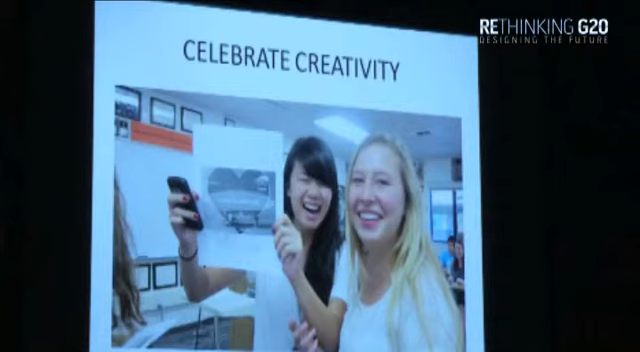 RETHINKING G20
DESIGNING THE FUTURE
CELEBRATE CREATIVITY